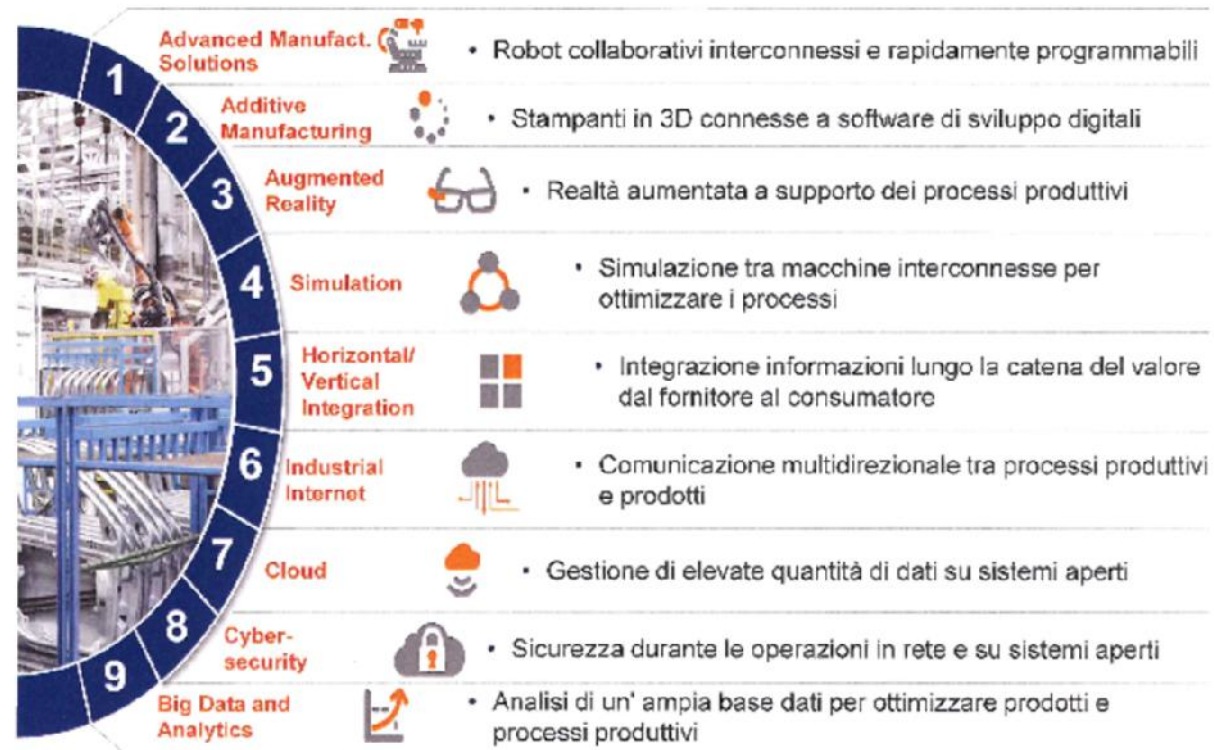 1
Advanced Manufact.
Solutions
• Robot collaborativi interconnessi e rapidamente programmabili
2
Additive
Manufacturing
• Stampanti in 3D connesse a software di sviluppo digitali
3
Augmented
Reality
• Realtà aumentata a supporto dei processi produttivi
4
Simulation
• Simulazione tra macchine interconnesse per
ottimizzare i processi
5
Horizontal/
Vertical
Integration
• Integrazione informazioni lungo la catena del valore
dal fornitore al consumatore
6
Industrial
Internet
• Comunicazione multidirezionale tra processi produttivi
e prodotti
7
Cloud
• Gestione di elevate quantità di dati su sistemi aperti
8
Cyber-
security
• Sicurezza durante le operazioni in rete e su sistemi aperti
9
Big Data and
Analytics
• Analisi di un' ampia base dati per ottimizzare prodotti e
processi produttivi